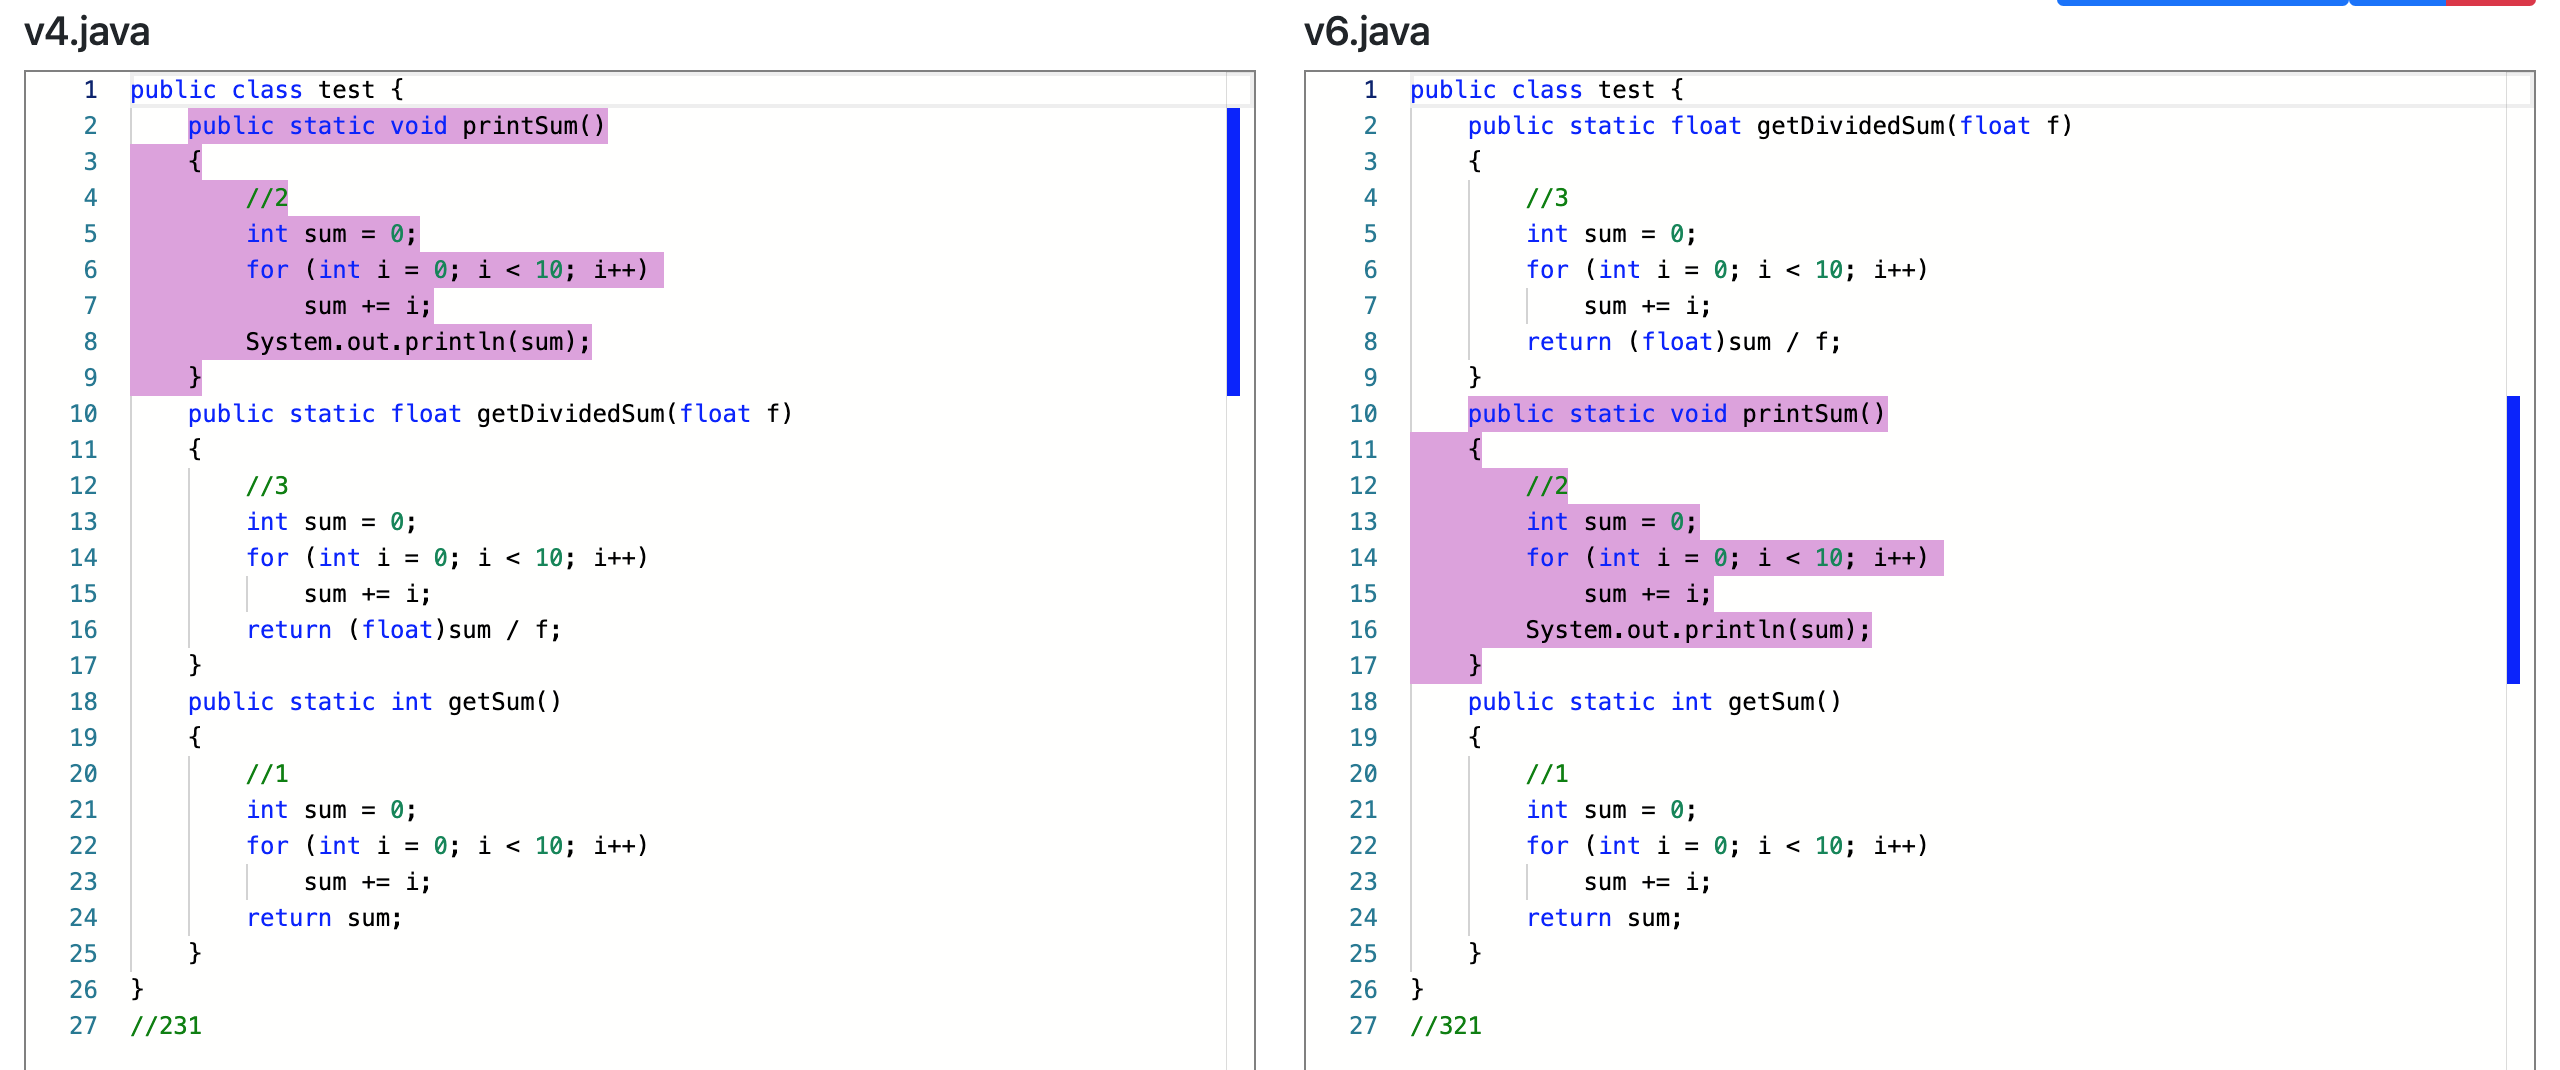 v4.java
1 public class test {
2 public static void printSum()
3 {
4 //2
5 int sum = 0;
6 for (int i = 0; i < 10; i++)
7 sum += i;
8 System.out.println(sum);
9 }
10 public static float getDividedSum(float f)
11 {
12 //3
13 int sum = 0;
14 for (int i = 0; i < 10; i++)
15 sum += i;
16 return (float)sum / f;
17 }
18 public static int getSum()
19 {
20 //1
21 int sum = 0;
22 for (int i = 0; i < 10; i++)
23 sum += i;
24 return sum;
25 }
26 }
27 //231
v6.java
1 public class test {
2 public static float getDividedSum(float f)
3 {
4 //3
5 int sum = 0;
6 for (int i = 0; i < 10; i++)
7 sum += i;
8 return (float)sum / f;
9 }
10 public static void printSum()
11 {
12 //2
13 int sum = 0;
14 for (int i = 0; i < 10; i++)
15 sum += i;
16 System.out.println(sum);
17 }
18 public static int getSum()
19 {
20 //1
21 int sum = 0;
22 for (int i = 0; i < 10; i++)
23 sum += i;
24 return sum;
25 }
26 }
27 //321